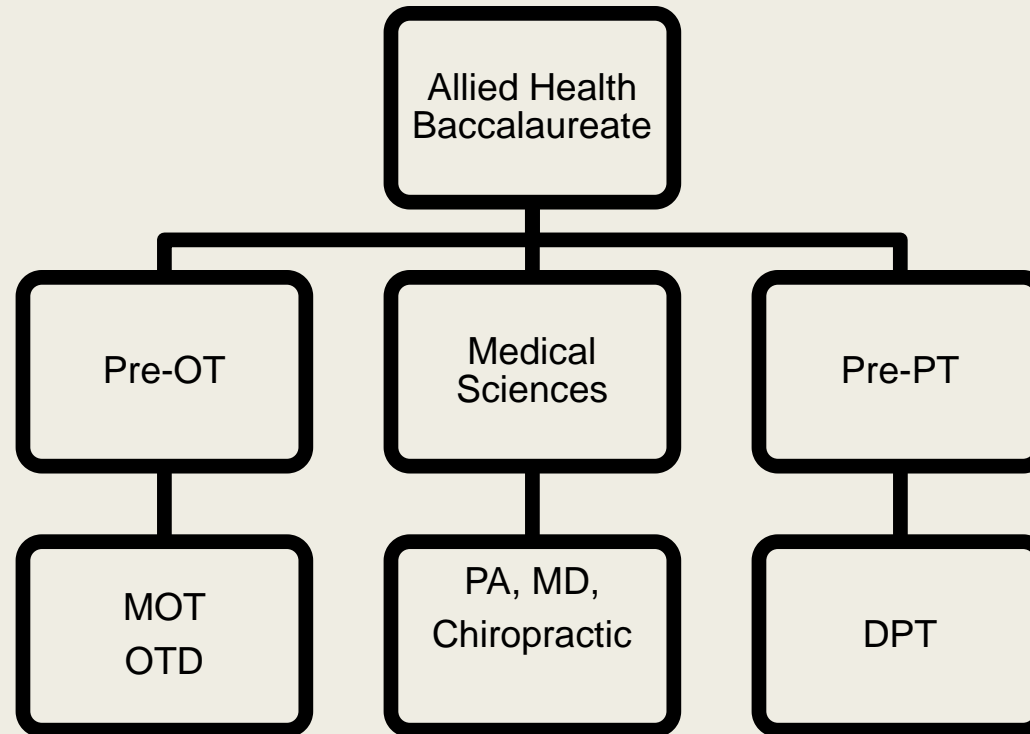 Allied Health
Baccalaureate
Pre-OT
Medical
Sciences
Pre-PT
MOT
OTD
PA, MD,
Chiropractic
DPT